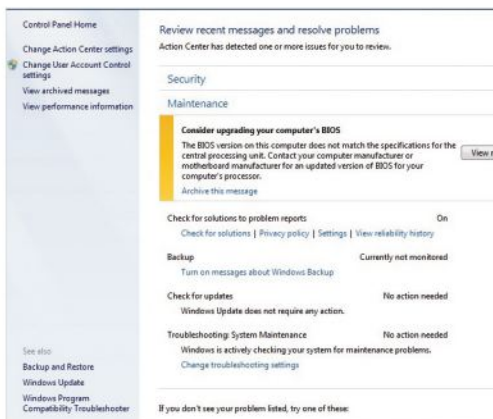 Control Panel Home
Change Action Center settings
Change User Account Control
settings
View archived messages
View performance information
See also
Backup and Restore
Windows Update
Windows Program
Compatibility Troubleshooter
Review recent messages and resolve problems
Action Center has detected one or more issues for you to review.
Security
Maintenance
Consider upgrading your computer's BIOS
The BIOS version on this computer does not match the specifications for the
central processing unit. Contact your computer manufacturer or
motherboard manufacturer for an updated version of BIOS for your
computer's processor.
View
Archive this message
Check for solutions to problem reports On
Check for solutions | Privacy policy | Settings | View reliability history
Backup Currently not monitored
Turn on messages about Windows Backup
Check for updates No action needed
Windows Update does not require any action.
Troubleshooting: System Maintenance No action needed
Windows is actively checking your system for maintenance problems.
Change troubleshooting settings
If you don't see your problem listed, try one of these: